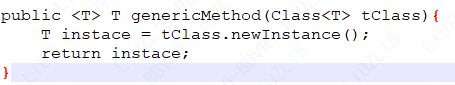 public <T> T genericMethod(Class<T> tClass){
    T instace = tClass.newInstance();
    return instace;
}